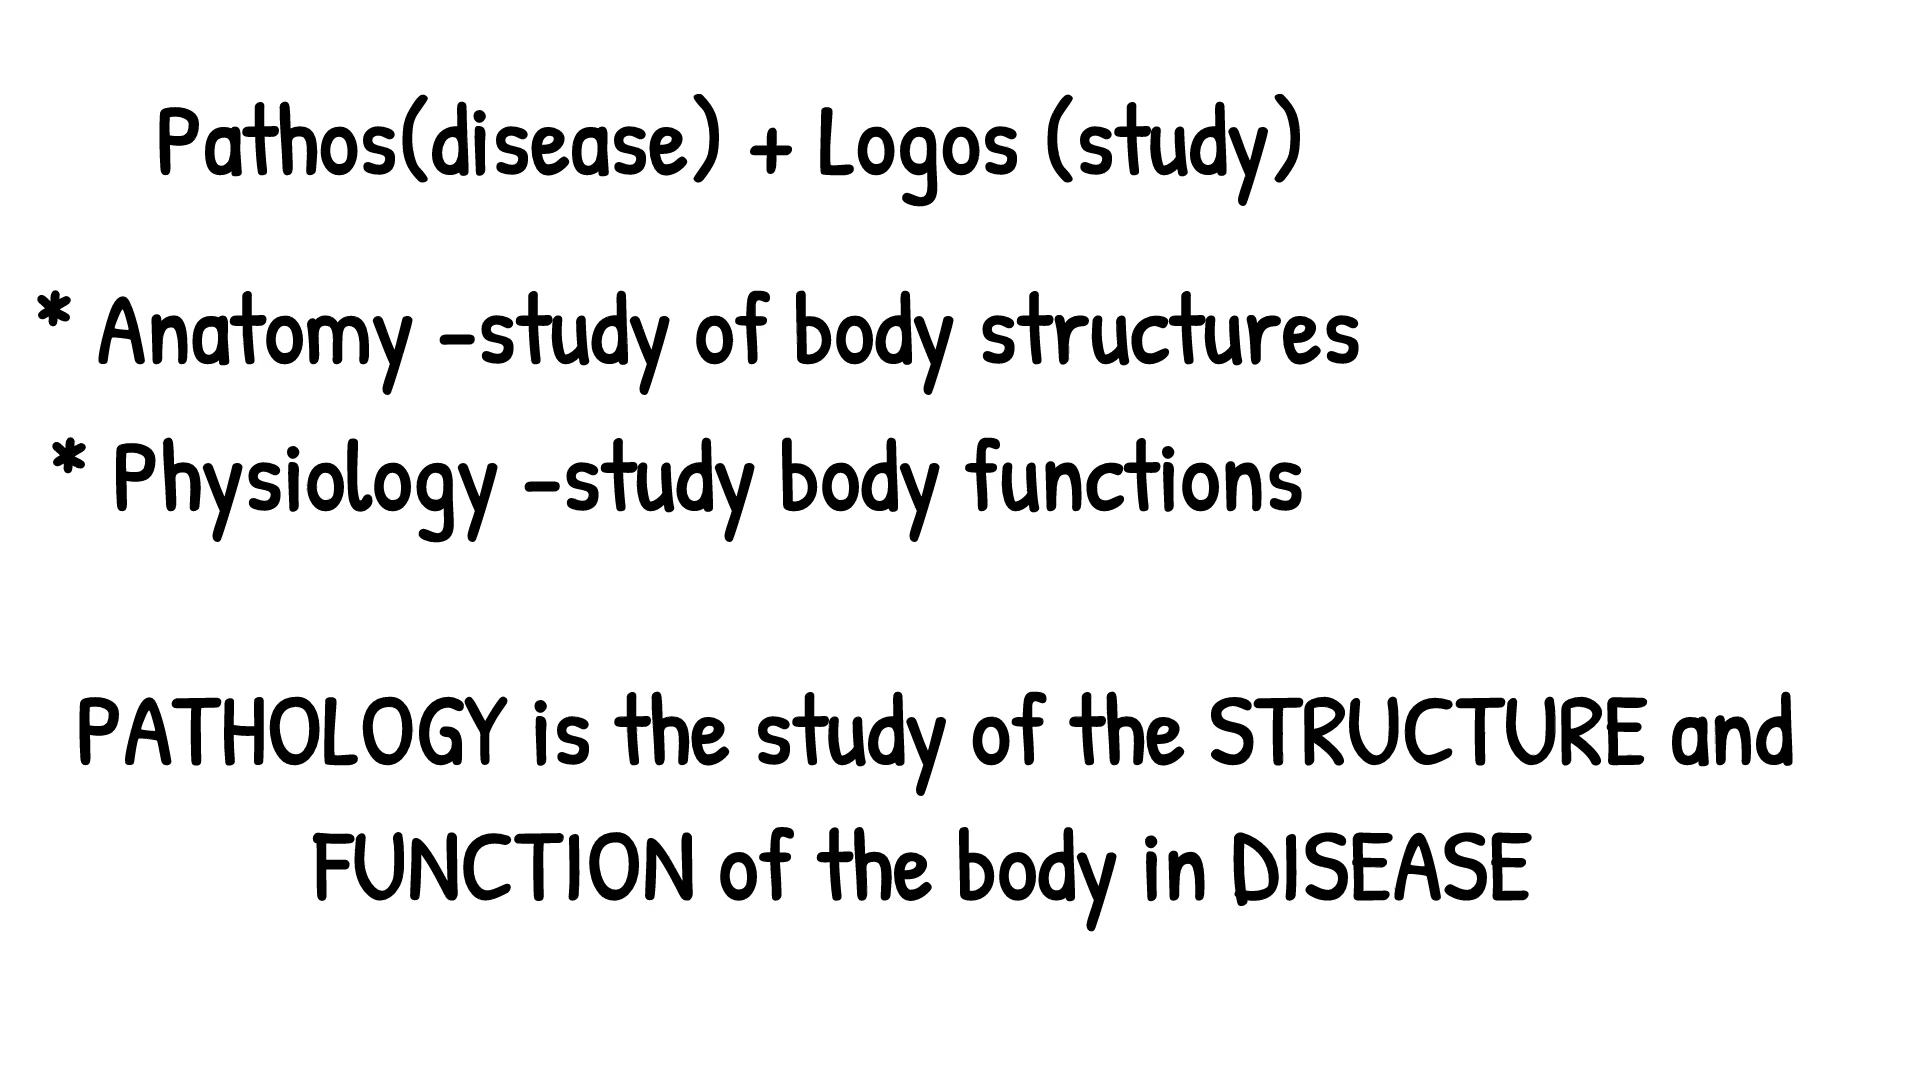 Pathos(disease) + Logos (study)
* Anatomy -study of body structures
* Physiology -study body functions
PATHOLOGY is the study of the STRUCTURE and
FUNCTION of the body in DISEASE